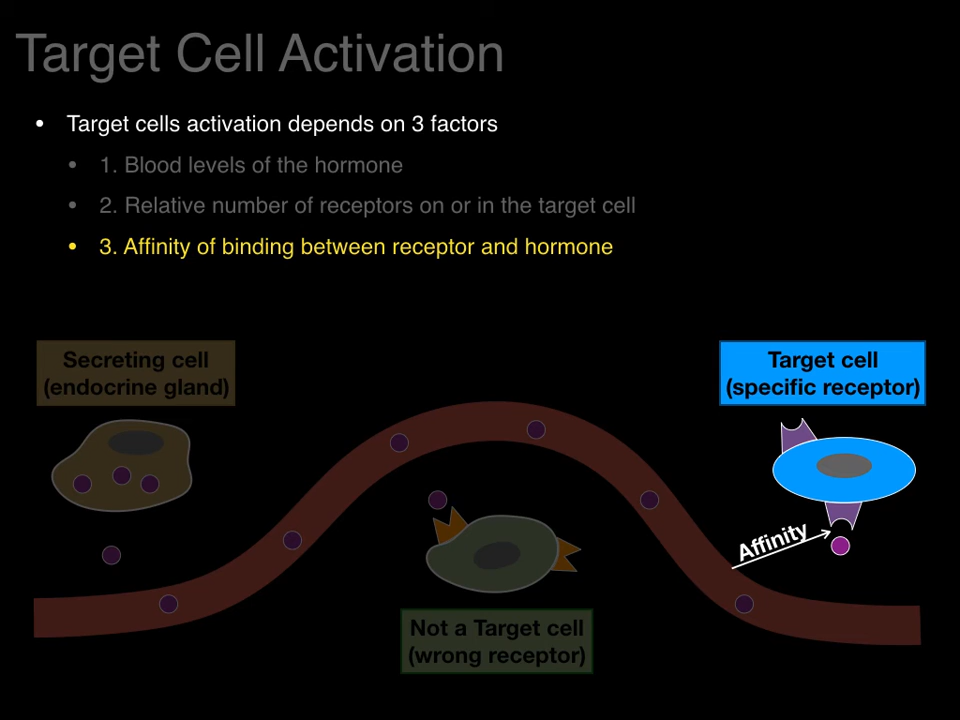 Target Cell Activation
• Target cells activation depends on 3 factors
• 1. Blood levels of the hormone
• 2. Relative number of receptors on or in the target cell
• 3. Affinity of binding between receptor and hormone
Secreting cell
(endocrine gland)
Target cell
(specific receptor)
Affinity
Not a Target cell
(wrong receptor)